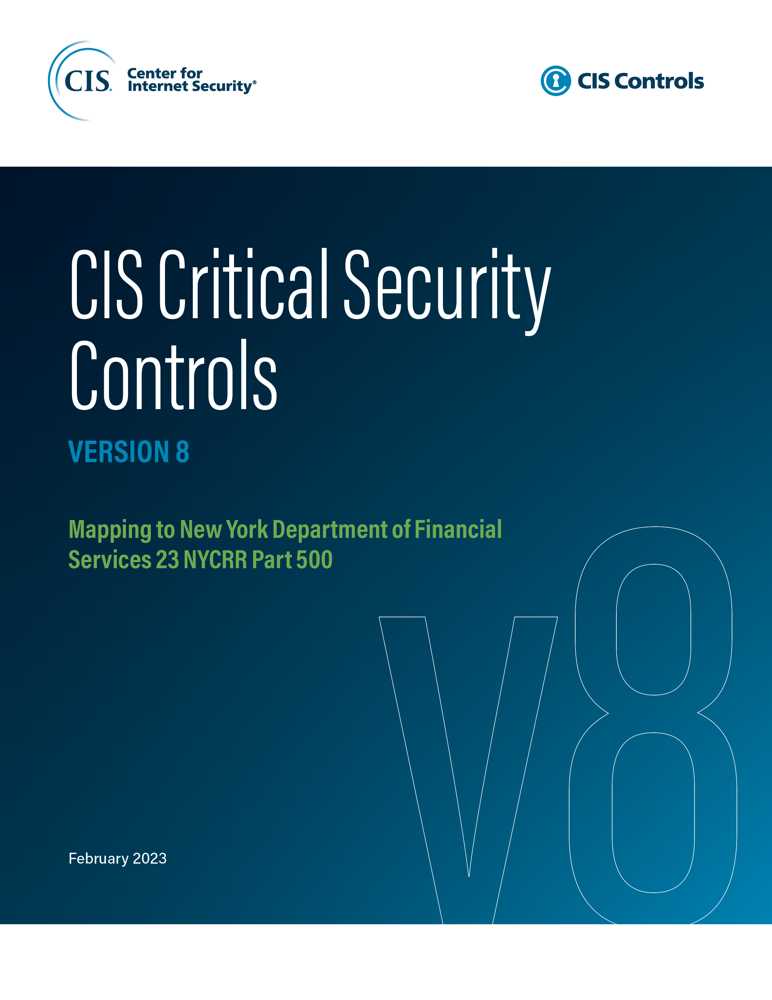 CIS®
Center for
Internet Security®
CIS Controls
CIS Critical Security
Controls
VERSION 8
Mapping to New York Department of Financial
Services 23 NYCRR Part 500
V8
February 2023